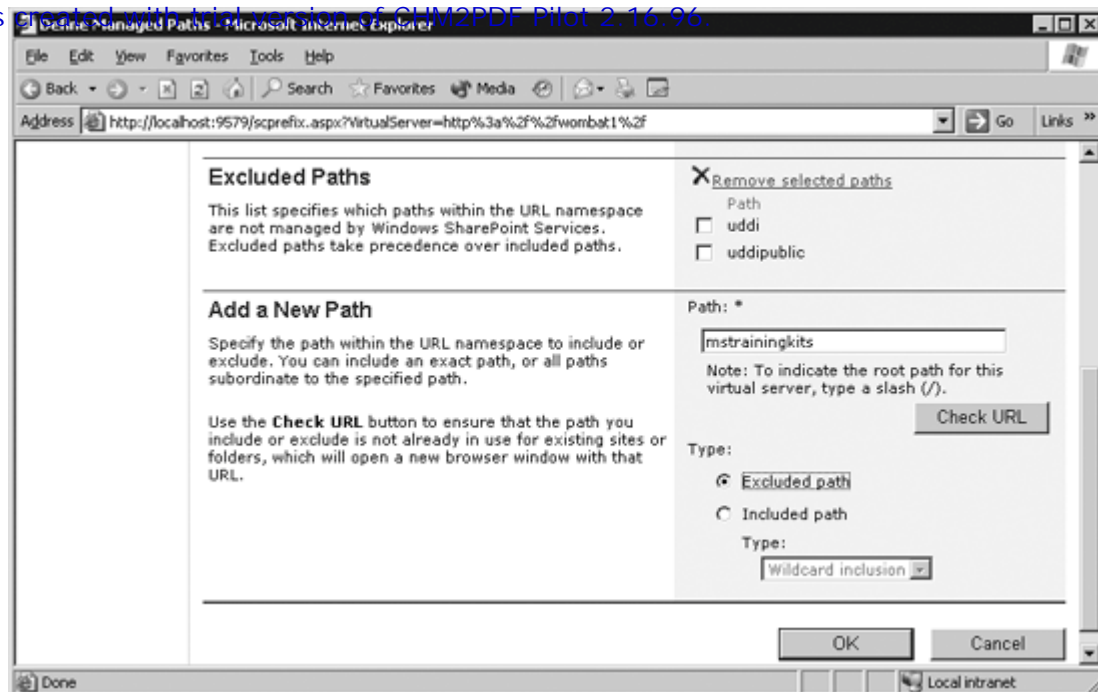 s created with trial version of CHM2PDF Pilot 2.16.96
Define Managed Paths - Microsoft Internet Explorer
File Edit View Favorites Tools Help
Back Search Favorites Media
Address http://localhost:9579/scprefix.aspx?VirtualServer=http%3a%2f%2fwombat1%2f Go Links »
Excluded Paths
This list specifies which paths within the URL namespace
are not managed by Windows SharePoint Services.
Excluded paths take precedence over included paths.
Remove selected paths
Path
uddi
uddipublic
Add a New Path
Specify the path within the URL namespace to include or
exclude. You can include an exact path, or all paths
subordinate to the specified path.
Use the Check URL button to ensure that the path you
include or exclude is not already in use for existing sites or
folders, which will open a new browser window with that
URL.
Path: *
mstrainingkits
Note: To indicate the root path for this
virtual server, type a slash (/).
Check URL
Type:
Excluded path
Included path
Type:
Wildcard inclusion
OK Cancel
Done Local intranet